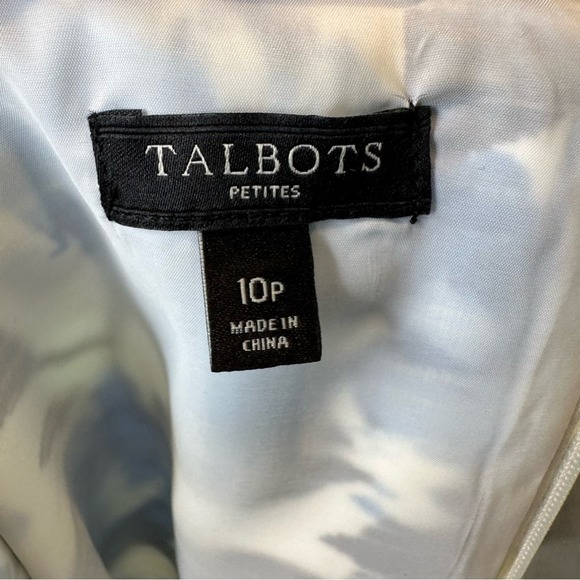 TALBOTS
PETITES
10P
MADE IN
CHINA